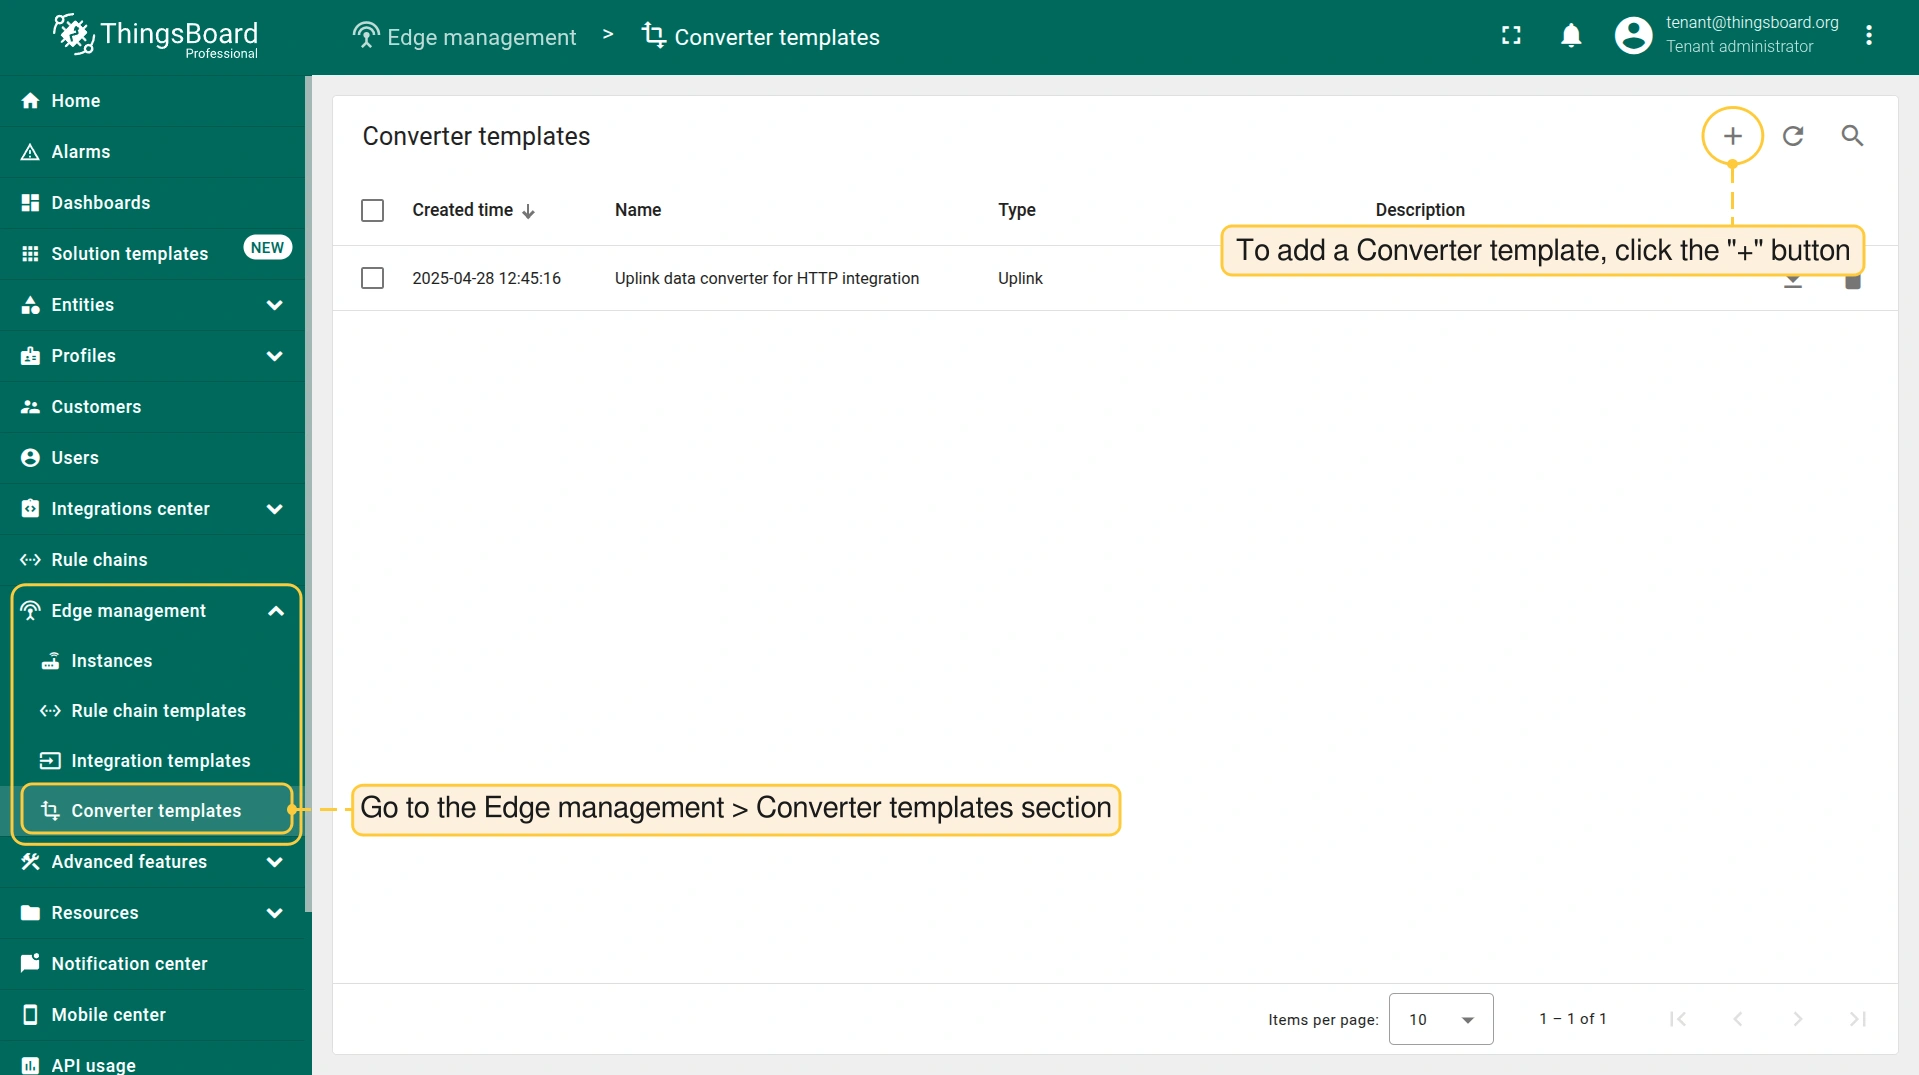 ThingsBoard
Professional
Edge management > Converter templates
tenant@thingsboard.org
Tenant administrator
Home
Alarms
Dashboards
Solution templates NEW
Entities
Profiles
Customers
Users
Integrations center
Rule chains
Edge management
Instances
Rule chain templates
Integration templates
Converter templates
Advanced features
Resources
Notification center
Mobile center
API usage
Converter templates
Created time Name Type Description
To add a Converter template, click the "+" button
2025-04-28 12:45:16 Uplink data converter for HTTP integration Uplink
Go to the Edge management > Converter templates section
Items per page: 10 1 – 1 of 1